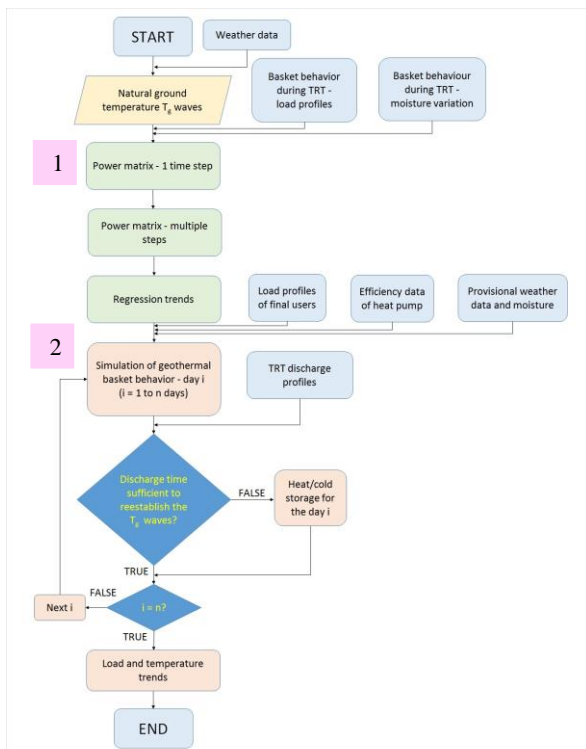 START
Weather data
Natural ground
temperature Tg waves
Basket behavior
during TRT -
load profiles
Basket behaviour
during TRT -
moisture variation
1
Power matrix - 1 time step
Power matrix - multiple
steps
Regression trends
Load profiles
of final users
Efficiency data
of heat pump
Provisional weather
data and moisture
2
Simulation of geothermal
basket behavior - day i
(i = 1 to n days)
TRT discharge
profiles
Discharge time
sufficient to
reestablish the
Tg waves?
FALSE
Heat/cold
storage for
the day i
TRUE
FALSE
Next i
i = n?
TRUE
Load and temperature
trends
END